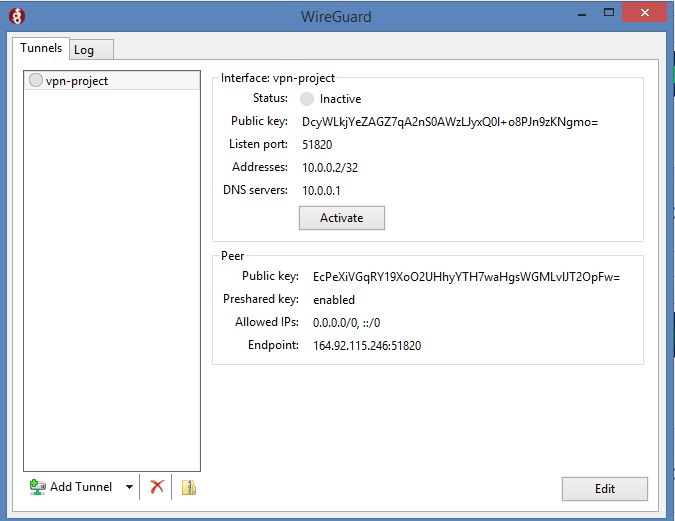 WireGuard
Tunnels Log
vpn-project
Interface: vpn-project
Status: Inactive
Public key: DcyWLkjYeZAGZ7qA2nS0AWzLJyxQ0I+o8PJn9zKNgmo=
Listen port: 51820
Addresses: 10.0.0.2/32
DNS servers: 10.0.0.1
Activate
Peer
Public key: EcPeXiVGqRY19XoO2UHhyYTH7waHgsWGMLvIJT2OpFw=
Preshared key: enabled
Allowed IPs: 0.0.0.0/0, ::/0
Endpoint: 164.92.115.246:51820
Add Tunnel
Edit